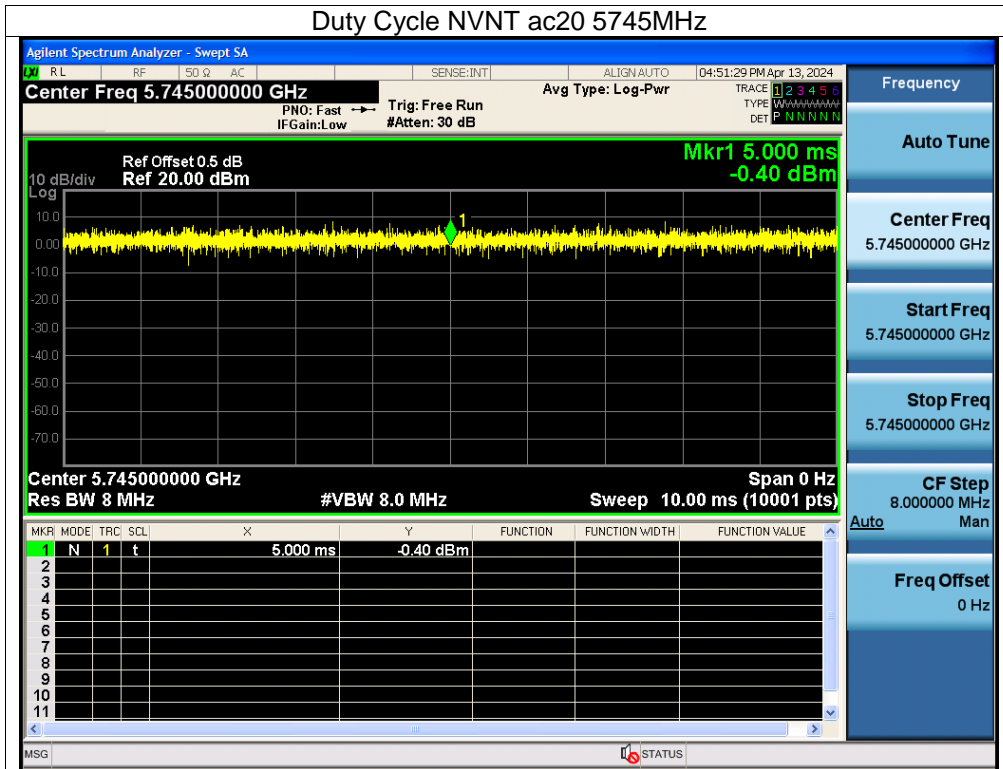 Duty Cycle NVNT ac20 5745MHz
Agilent Spectrum Analyzer - Swept SA
LXI RL RF 50 Ω AC SENSE:INT ALIGN AUTO 04:51:29 PM Apr 13, 2024
Center Freq 5.745000000 GHz
PNO: Fast
IFGain:Low
Trig: Free Run
#Atten: 30 dB
Avg Type: Log-Pwr
TRACE 1 2 3 4 5 6
TYPE WWWWWW
DET P N N N N N
Mkr1 5.000 ms
-0.40 dBm
Ref Offset 0.5 dB
10 dB/div Ref 20.00 dBm
Log
10.0
0.00
-10.0
-20.0
-30.0
-40.0
-50.0
-60.0
-70.0
1
Center 5.745000000 GHz Span 0 Hz
Res BW 8 MHz #VBW 8.0 MHz Sweep 10.00 ms (10001 pts)
MKR MODE TRC SCL X Y FUNCTION FUNCTION WIDTH FUNCTION VALUE
1 N 1 t 5.000 ms -0.40 dBm
2
3
4
5
6
7
8
9
10
11
MSG STATUS
Frequency
Auto Tune
Center Freq
5.745000000 GHz
Start Freq
5.745000000 GHz
Stop Freq
5.745000000 GHz
CF Step
8.000000 MHz
Auto Man
Freq Offset
0 Hz